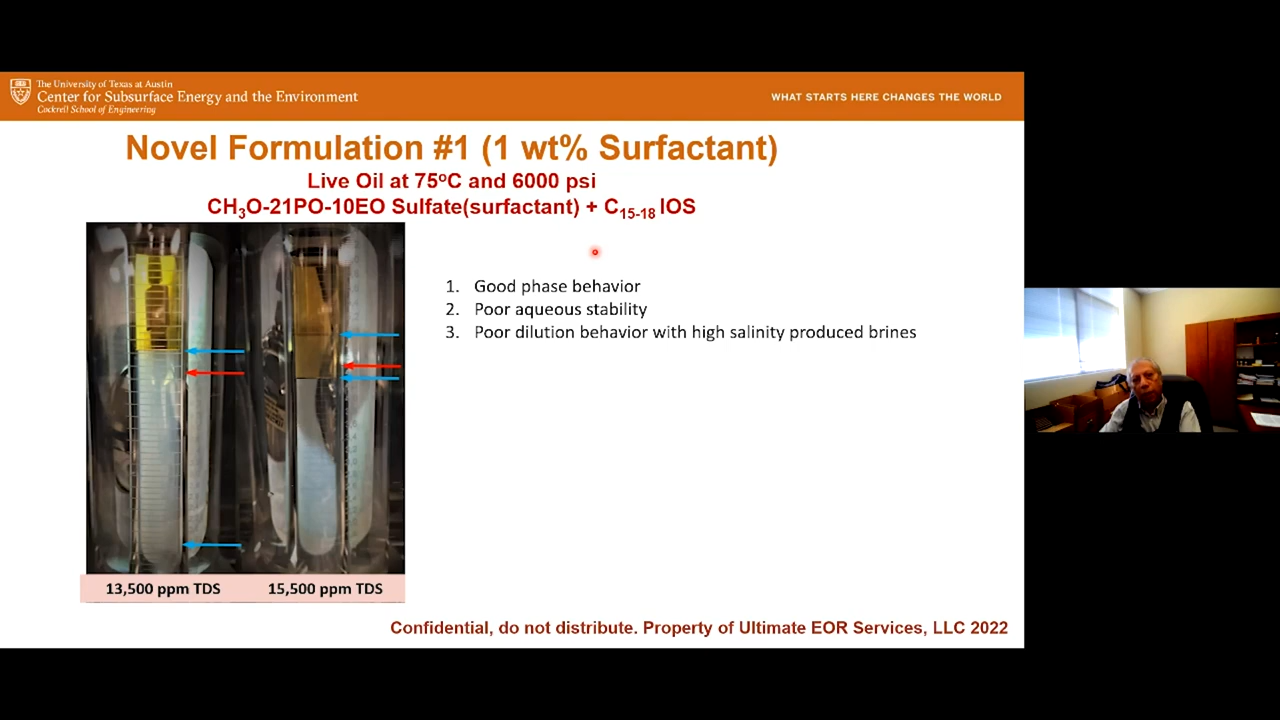 The University of Texas at Austin
Center for Subsurface Energy and the Environment
Cockrell School of Engineering
WHAT STARTS HERE CHANGES THE WORLD
Novel Formulation #1 (1 wt% Surfactant)
Live Oil at 75ºC and 6000 psi
CH₃O-21PO-10EO Sulfate(surfactant) + C₁₅₋₁₈ IOS
1. Good phase behavior
2. Poor aqueous stability
3. Poor dilution behavior with high salinity produced brines
13,500 ppm TDS
15,500 ppm TDS
Confidential, do not distribute. Property of Ultimate EOR Services, LLC 2022